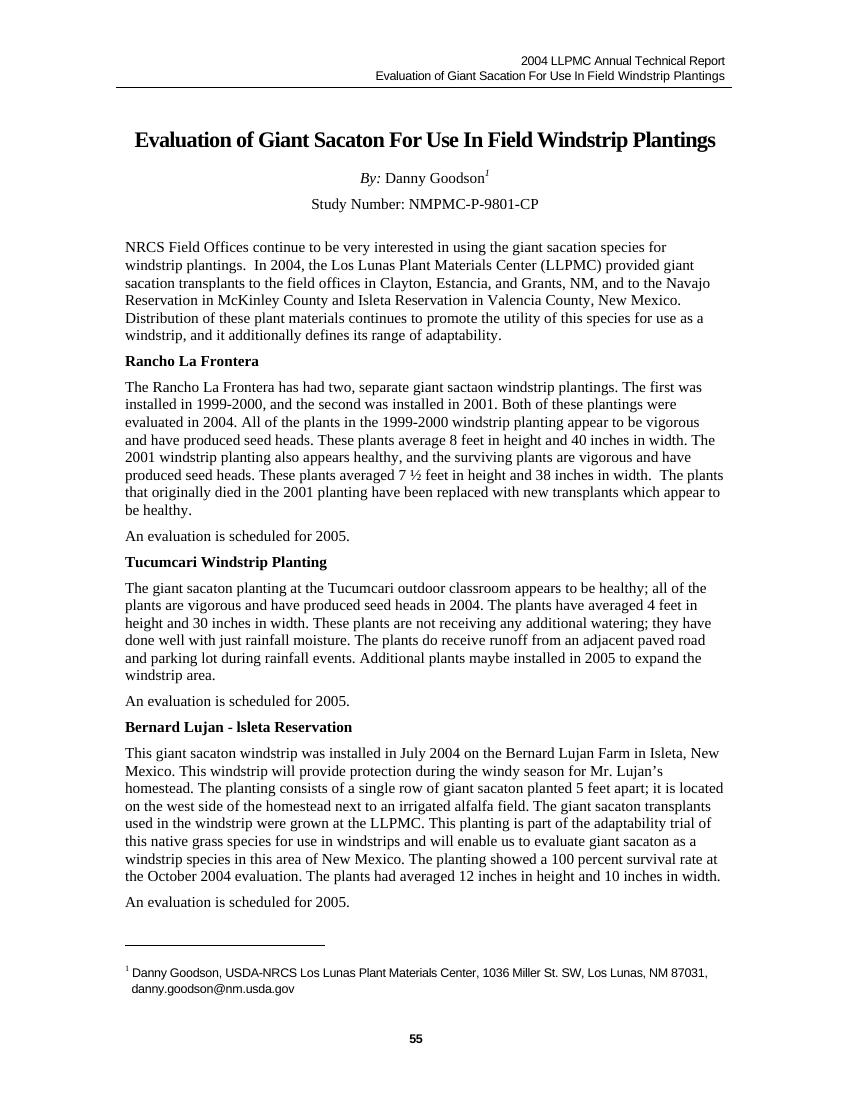 2004 LLPMC Annual Technical Report
Evaluation of Giant Sacation For Use In Field Windstrip Plantings
Evaluation of Giant Sacaton For Use In Field Windstrip Plantings
By: Danny Goodson1
Study Number: NMPMC-P-9801-CP
NRCS Field Offices continue to be very interested in using the giant sacation species for
windstrip plantings.  In 2004, the Los Lunas Plant Materials Center (LLPMC) provided giant
sacation transplants to the field offices in Clayton, Estancia, and Grants, NM, and to the Navajo
Reservation in McKinley County and Isleta Reservation in Valencia County, New Mexico.
Distribution of these plant materials continues to promote the utility of this species for use as a
windstrip, and it additionally defines its range of adaptability.
Rancho La Frontera
The Rancho La Frontera has had two, separate giant sactaon windstrip plantings. The first was
installed in 1999-2000, and the second was installed in 2001. Both of these plantings were
evaluated in 2004. All of the plants in the 1999-2000 windstrip planting appear to be vigorous
and have produced seed heads. These plants average 8 feet in height and 40 inches in width. The
2001 windstrip planting also appears healthy, and the surviving plants are vigorous and have
produced seed heads. These plants averaged 7 ½ feet in height and 38 inches in width.  The plants
that originally died in the 2001 planting have been replaced with new transplants which appear to
be healthy.
An evaluation is scheduled for 2005.
Tucumcari Windstrip Planting
The giant sacaton planting at the Tucumcari outdoor classroom appears to be healthy; all of the
plants are vigorous and have produced seed heads in 2004. The plants have averaged 4 feet in
height and 30 inches in width. These plants are not receiving any additional watering; they have
done well with just rainfall moisture. The plants do receive runoff from an adjacent paved road
and parking lot during rainfall events. Additional plants maybe installed in 2005 to expand the
windstrip area.
An evaluation is scheduled for 2005.
Bernard Lujan - lsleta Reservation
This giant sacaton windstrip was installed in July 2004 on the Bernard Lujan Farm in Isleta, New
Mexico. This windstrip will provide protection during the windy season for Mr. Lujan’s
homestead. The planting consists of a single row of giant sacaton planted 5 feet apart; it is located
on the west side of the homestead next to an irrigated alfalfa field. The giant sacaton transplants
used in the windstrip were grown at the LLPMC. This planting is part of the adaptability trial of
this native grass species for use in windstrips and will enable us to evaluate giant sacaton as a
windstrip species in this area of New Mexico. The planting showed a 100 percent survival rate at
the October 2004 evaluation. The plants had averaged 12 inches in height and 10 inches in width.
An evaluation is scheduled for 2005.
1 Danny Goodson, USDA-NRCS Los Lunas Plant Materials Center, 1036 Miller St. SW, Los Lunas, NM 87031,
danny.goodson@nm.usda.gov
55